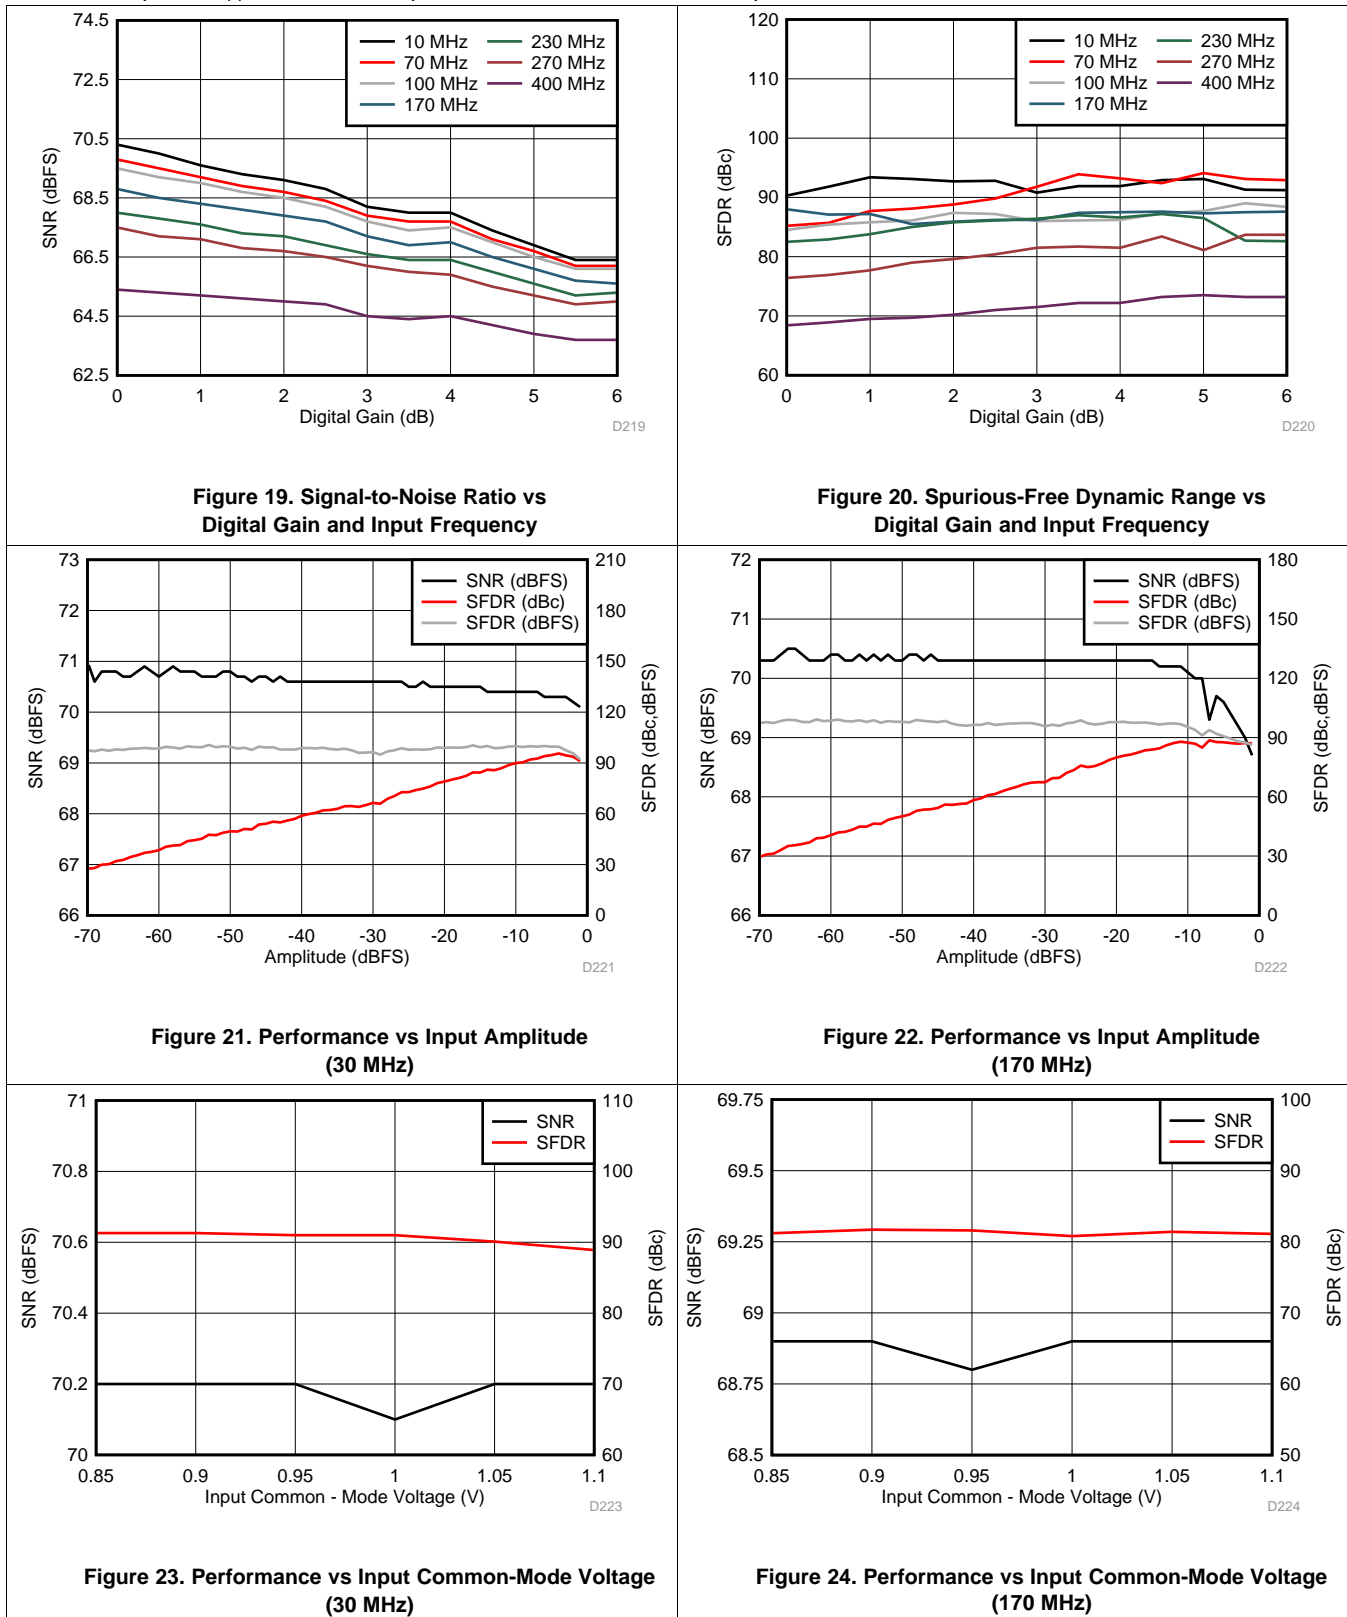 74.5
72.5
70.5
68.5
66.5
64.5
62.5
SNR (dBFS)
10 MHz
70 MHz
100 MHz
170 MHz
230 MHz
270 MHz
400 MHz
0 1 2 3 4 5 6
Digital Gain (dB)
D219
Figure 19. Signal-to-Noise Ratio vs
Digital Gain and Input Frequency
120
110
100
90
80
70
60
SFDR (dBc)
10 MHz
70 MHz
100 MHz
170 MHz
230 MHz
270 MHz
400 MHz
0 1 2 3 4 5 6
Digital Gain (dB)
D220
Figure 20. Spurious-Free Dynamic Range vs
Digital Gain and Input Frequency
73
72
71
70
69
68
67
66
SNR (dBFS)
SNR (dBFS)
SFDR (dBc)
SFDR (dBFS)
210
180
150
120
90
60
30
0
SFDR (dBc,dBFS)
-70 -60 -50 -40 -30 -20 -10 0
Amplitude (dBFS)
D221
Figure 21. Performance vs Input Amplitude
(30 MHz)
72
71
70
69
68
67
66
SNR (dBFS)
SNR (dBFS)
SFDR (dBc)
SFDR (dBFS)
180
150
120
90
60
30
0
SFDR (dBc,dBFS)
-70 -60 -50 -40 -30 -20 -10 0
Amplitude (dBFS)
D222
Figure 22. Performance vs Input Amplitude
(170 MHz)
71
70.8
70.6
70.4
70.2
70
SNR (dBFS)
SNR
SFDR
110
100
90
80
70
60
SFDR (dBc)
0.85 0.9 0.95 1 1.05 1.1
Input Common - Mode Voltage (V)
D223
Figure 23. Performance vs Input Common-Mode Voltage
(30 MHz)
69.75
69.5
69.25
69
68.75
68.5
SNR (dBFS)
SNR
SFDR
100
90
80
70
60
50
SFDR (dBc)
0.85 0.9 0.95 1 1.05 1.1
Input Common - Mode Voltage (V)
D224
Figure 24. Performance vs Input Common-Mode Voltage
(170 MHz)